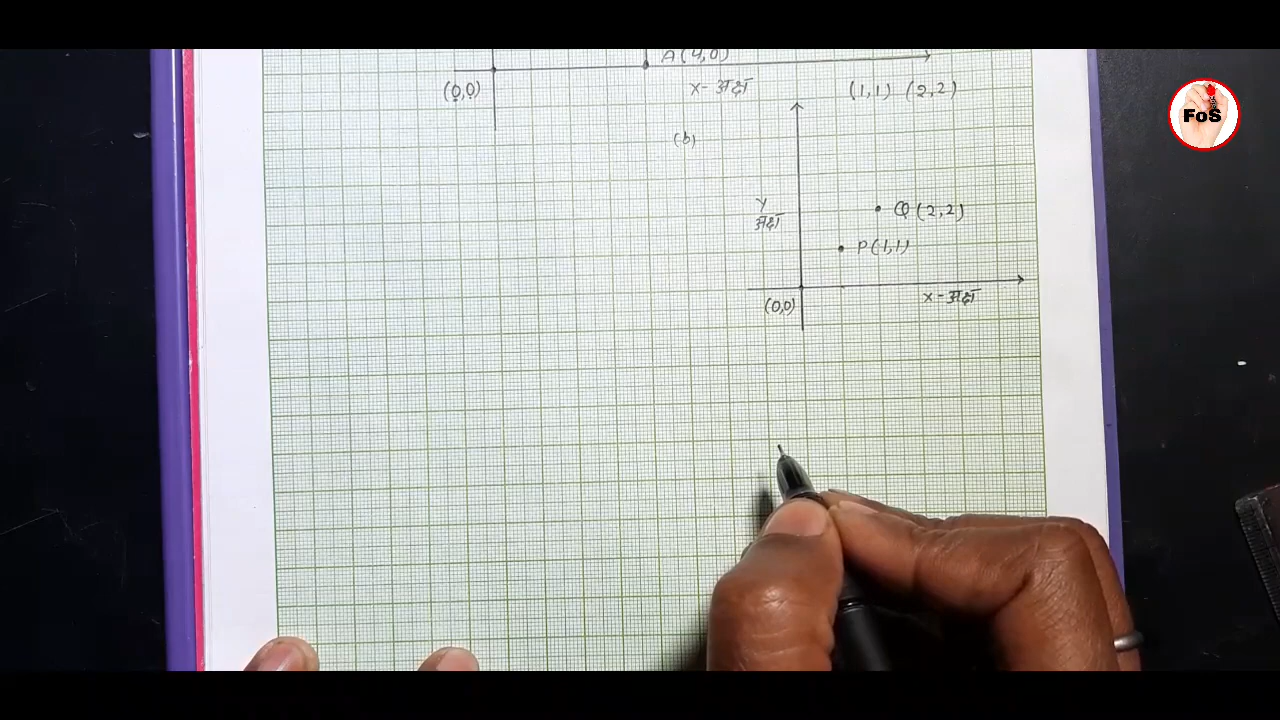 A(4,0)
(0,0)
x-अक्ष
(1,1) (2,2)
(b)
Y
अक्ष
Q(2,2)
P(1,1)
x-अक्ष
(0,0)
FoS